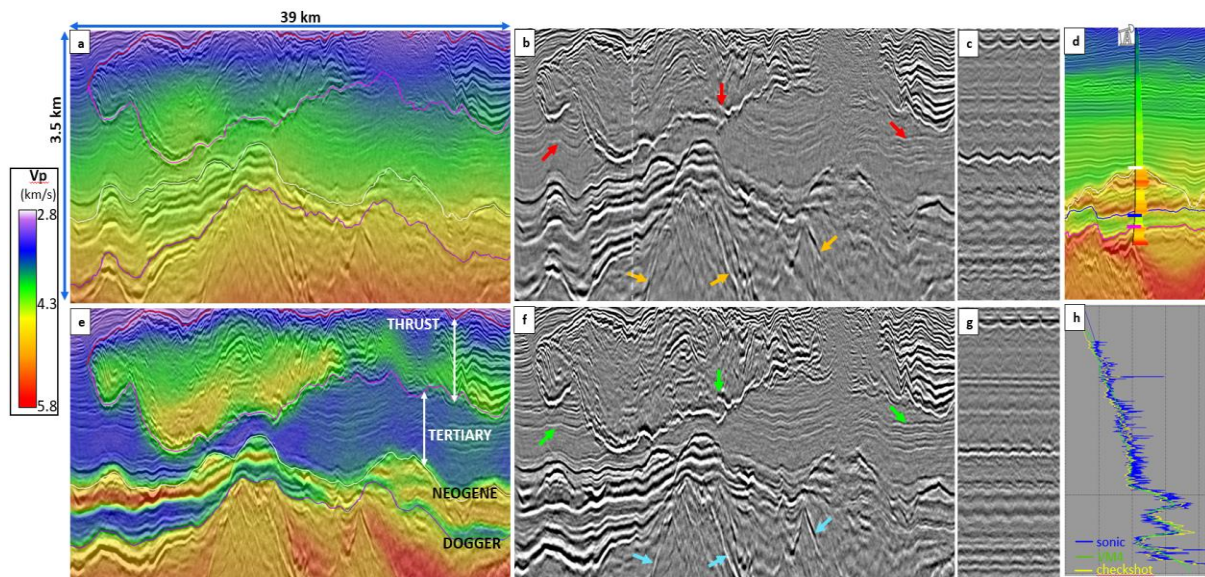 39 km
a
b
c
d
3.5 km
Vp
(km/s)
2.8
4.3
5.8
e
THRUST
TERTIARY
NEOGENE
DOGGER
f
g
h
sonic
checkshot